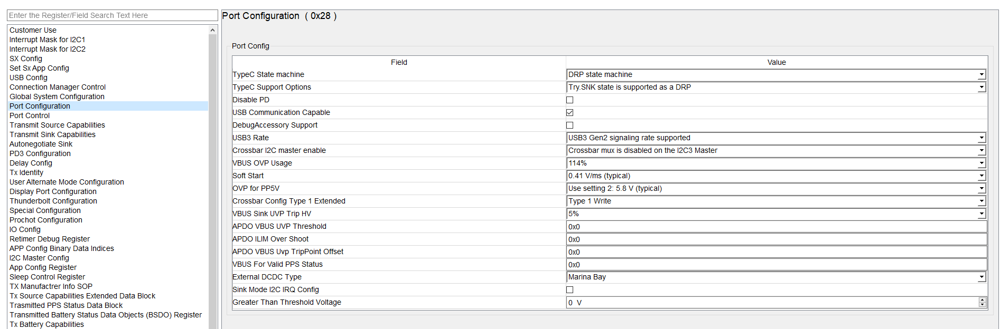 Enter the Register/Field Search Text Here
Customer Use
Interrupt Mask for I2C1
Interrupt Mask for I2C2
SX Config
Set Sx App Config
USB Config
Connection Manager Control
Global System Configuration
Port Configuration
Port Control
Transmit Source Capabilities
Transmit Sink Capabilities
Autonegotiate Sink
PD3 Configuration
Delay Config
Tx Identity
User Alternate Mode Configuration
Display Port Configuration
Thunderbolt Configuration
Special Configuration
Prochot Configuration
IO Config
Retimer Debug Register
APP Config Binary Data Indices
I2C Master Config
App Config Register
Sleep Control Register
TX Manufactrer Info SOP
Tx Source Capabilities Extended Data Block
Trasmitted PPS Status Data Block
Transmitted Battery Status Data Objects (BSDO) Register
Tx Battery Capabilities
Port Configuration ( 0x28 )
Port Config
Field Value
TypeC State machine DRP state machine
TypeC Support Options Try.SNK state is supported as a DRP
Disable PD
USB Communication Capable
DebugAccessory Support
USB3 Rate USB3 Gen2 signaling rate supported
Crossbar I2C master enable Crossbar mux is disabled on the I2C3 Master
VBUS OVP Usage 114%
Soft Start 0.41 V/ms (typical)
OVP for PP5V Use setting 2: 5.8 V (typical)
Crossbar Config Type 1 Extended Type 1 Write
VBUS Sink UVP Trip HV 5%
APDO VBUS UVP Threshold 0x0
APDO ILIM Over Shoot 0x0
APDO VBUS Uvp TripPoint Offset 0x0
VBUS For Valid PPS Status 0x0
External DCDC Type Marina Bay
Sink Mode I2C IRQ Config
Greater Than Threshold Voltage 0 V